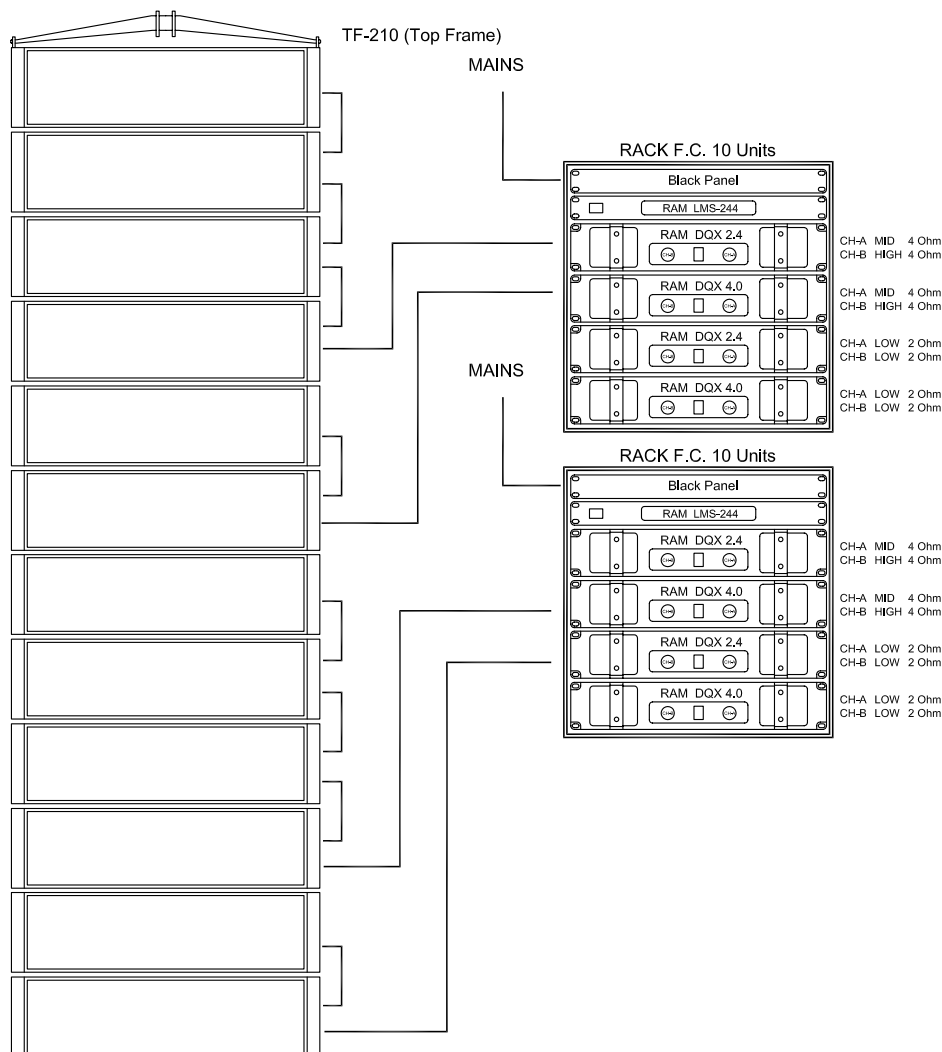 TF-210 (Top Frame)
MAINS
RACK F.C. 10 Units
Black Panel
RAM LMS-244
RAM DQX 2.4
CH-A MID 4 Ohm
CH-B HIGH 4 Ohm
RAM DQX 4.0
CH-A MID 4 Ohm
CH-B HIGH 4 Ohm
RAM DQX 2.4
CH-A LOW 2 Ohm
CH-B LOW 2 Ohm
RAM DQX 4.0
CH-A LOW 2 Ohm
CH-B LOW 2 Ohm
MAINS
RACK F.C. 10 Units
Black Panel
RAM LMS-244
RAM DQX 2.4
CH-A MID 4 Ohm
CH-B HIGH 4 Ohm
RAM DQX 4.0
CH-A MID 4 Ohm
CH-B HIGH 4 Ohm
RAM DQX 2.4
CH-A LOW 2 Ohm
CH-B LOW 2 Ohm
RAM DQX 4.0
CH-A LOW 2 Ohm
CH-B LOW 2 Ohm